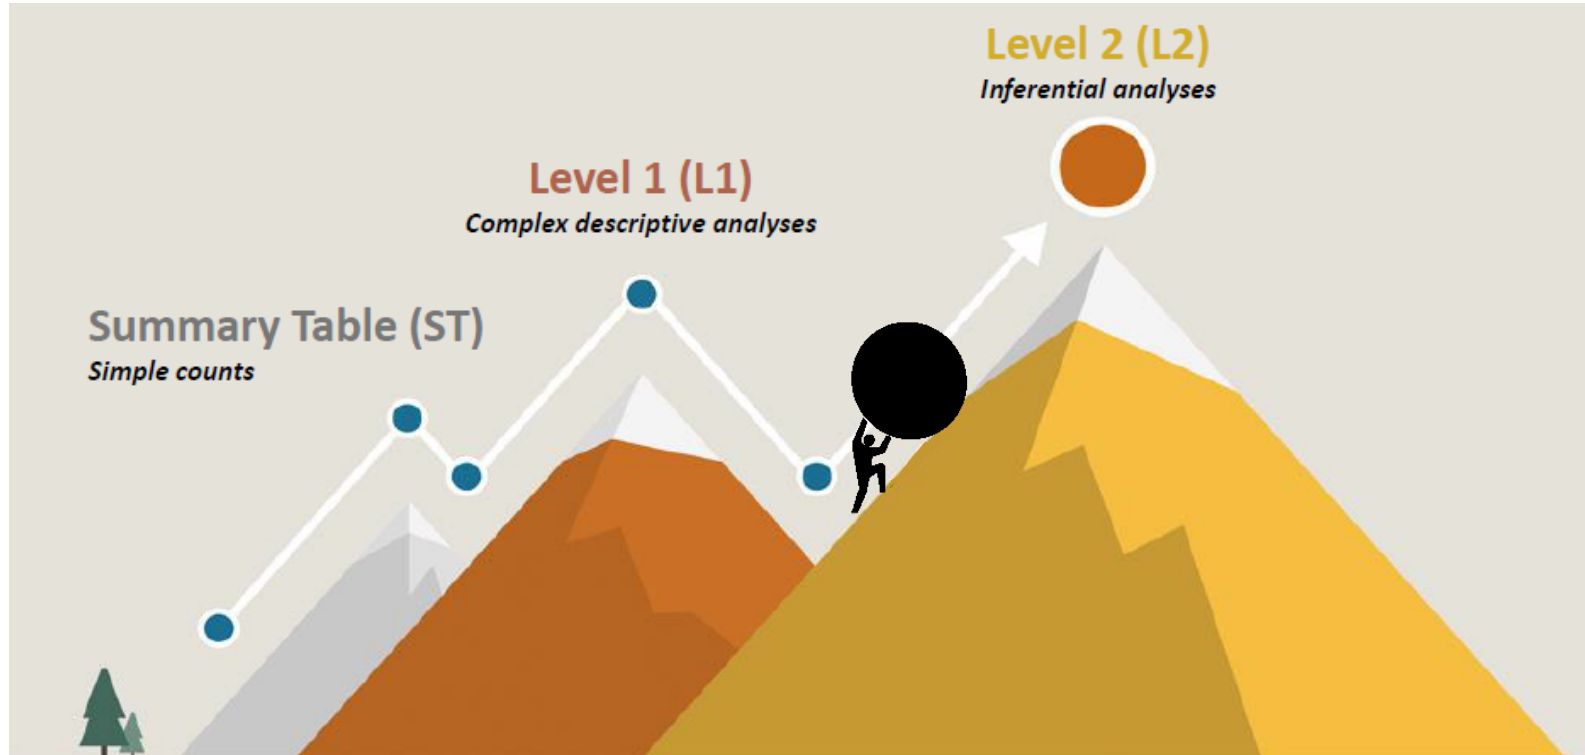 Level 2 (L2)
Inferential analyses
Level 1 (L1)
Complex descriptive analyses
Summary Table (ST)
Simple counts